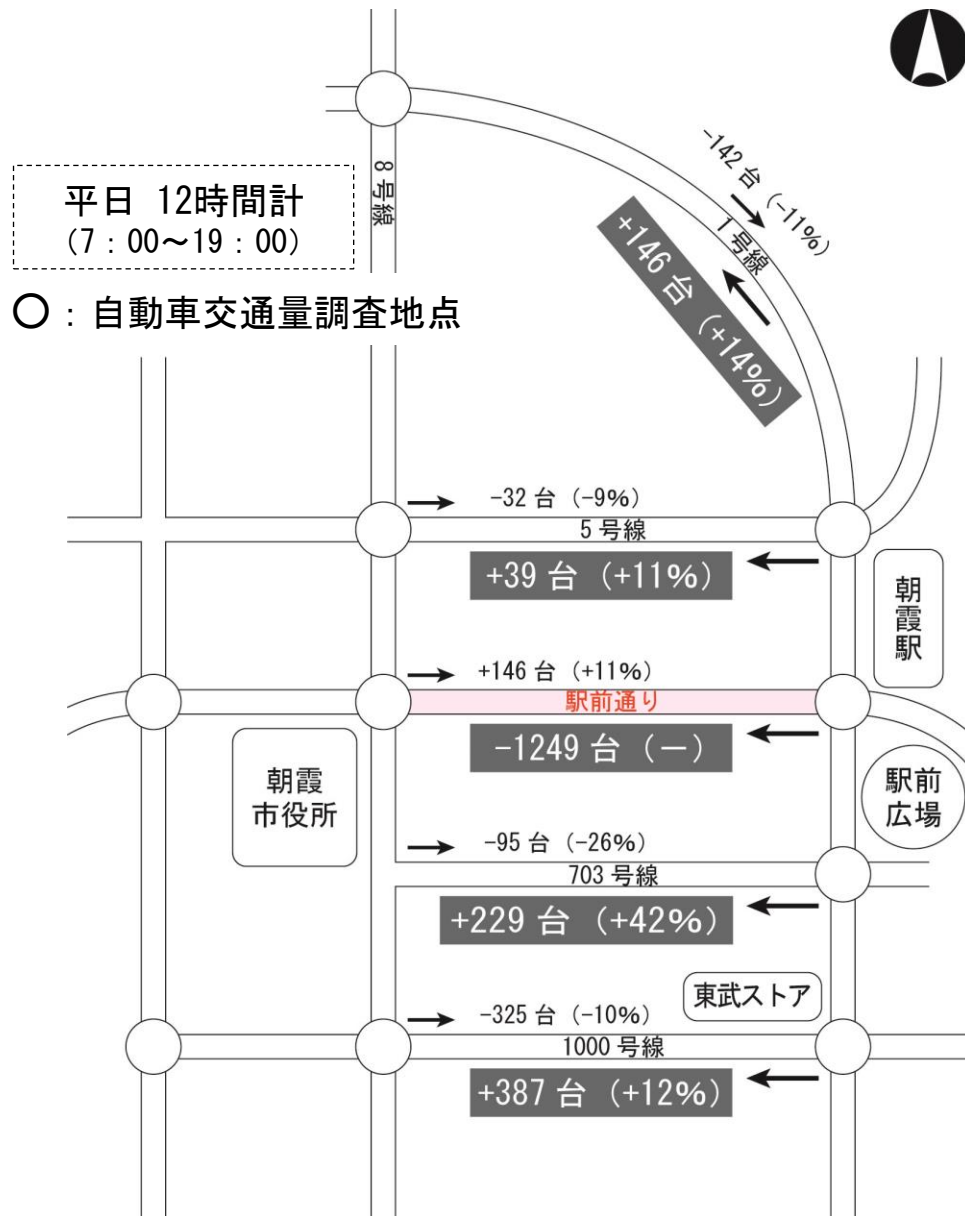 -142 台（-11%）
8号線
平日 12時間計
（7：00～19：00）
1号線
+146 台（+14%）
○：自動車交通量調査地点
-32 台（-9%）
5 号線
+39 台（+11%）
朝霞駅
+146 台（+11%）
駅前通り
-1249 台（－）
朝霞
市役所
駅前
広場
-95 台（-26%）
703 号線
+229 台（+42%）
東武ストア
-325 台（-10%）
1000 号線
+387 台（+12%）